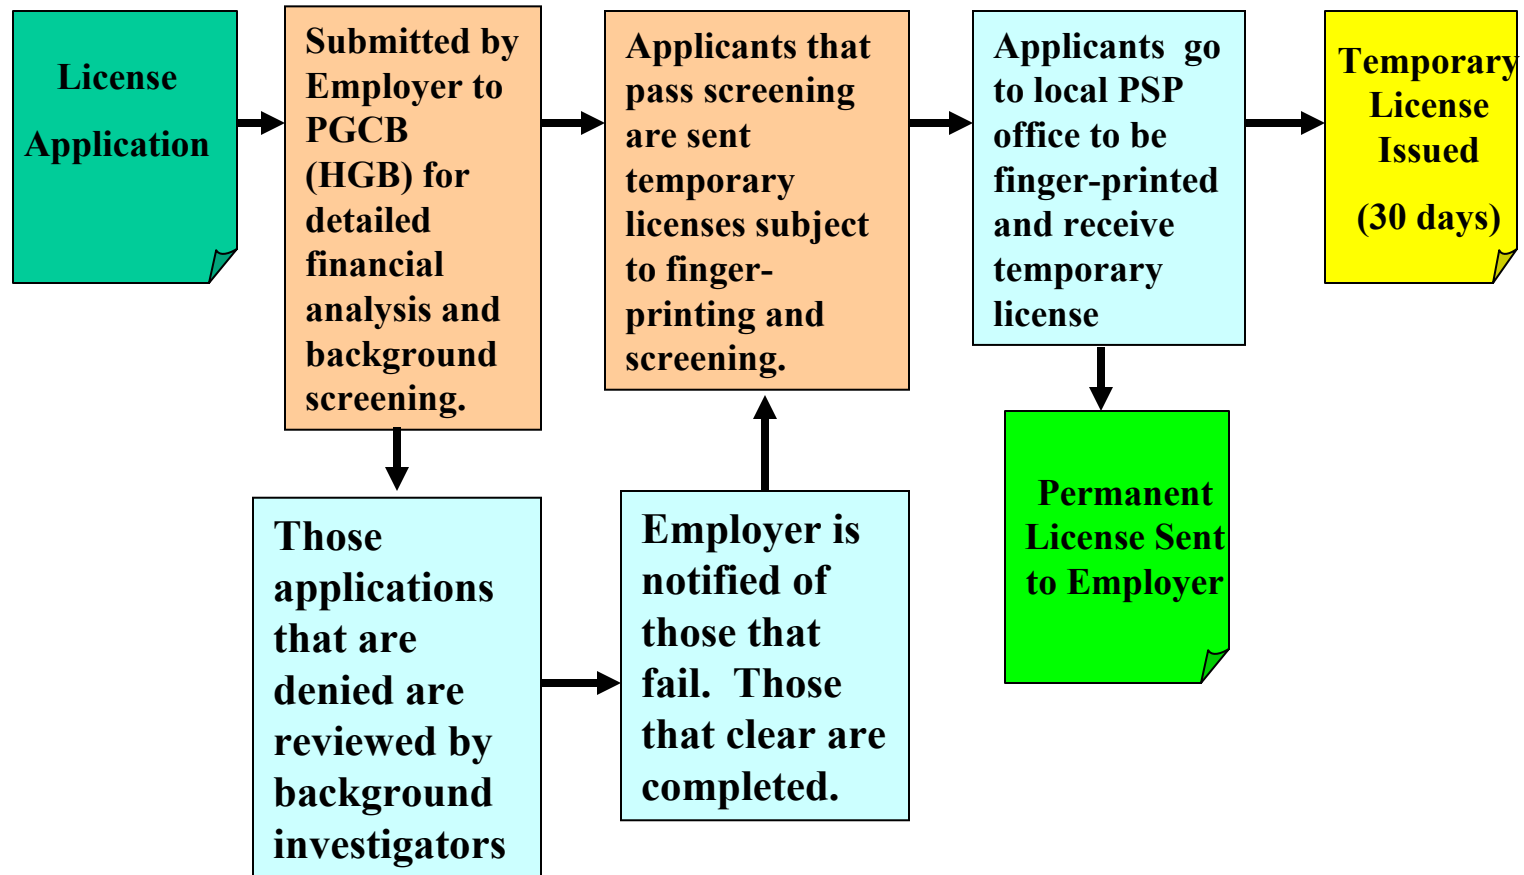 License
Application
Submitted by
Employer to
PGCB
(HGB) for
detailed
financial
analysis and
background
screening.
Applicants that
pass screening
are sent
temporary
licenses subject
to finger-
printing and
screening.
Applicants  go
to local PSP
office to be
finger-printed
and receive
temporary
license
Temporary
License
Issued
(30 days)
Those
applications
that are
denied are
reviewed by
background
investigators
Employer is
notified of
those that
fail.  Those
that clear are
completed.
Permanent
License Sent
to Employer